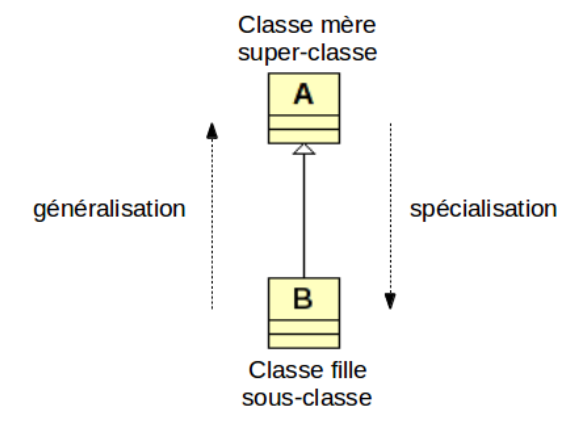 Classe mère
super-classe
A
généralisation
spécialisation
B
Classe fille
sous-classe